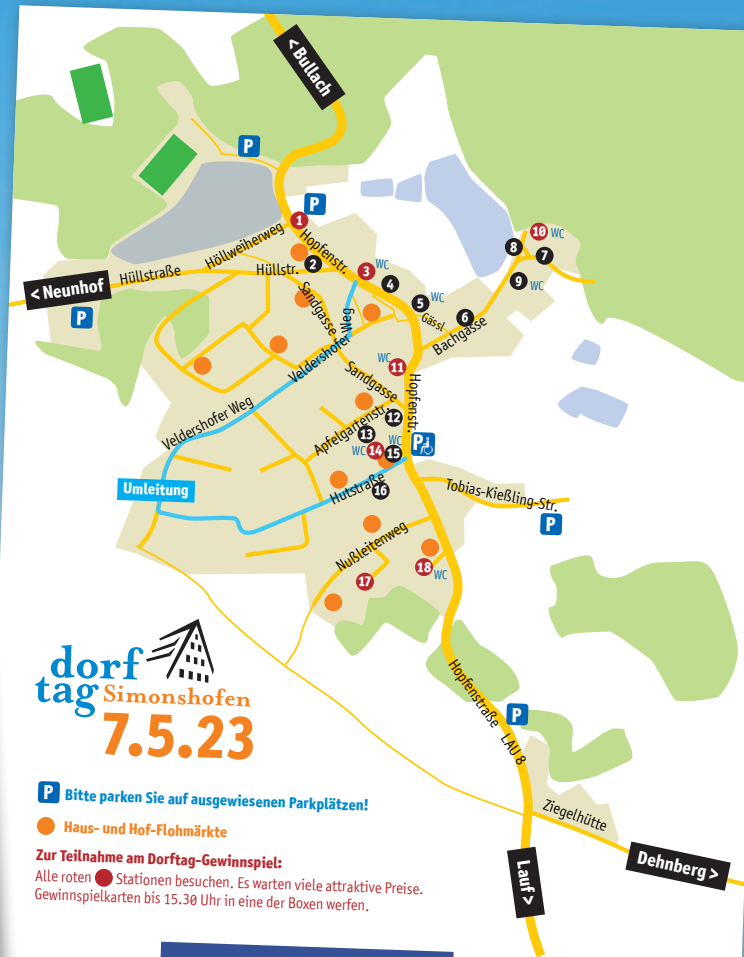 < Bullach
P
P
1
Höllweiherweg
Hopfenstr.
10 WC
8
7
Hüllstraße
Hüllstr.
2
3
WC
4
< Neunhof
9
WC
5
WC
P
Sandgasse
Gässl
6
Bachgasse
Veldershofer Weg
WC
11
Sandgasse
Hopfenstr.
Veldershofer Weg
Apfelgartenstr.
12
13
WC
WC 14
15
P
Umleitung
Hutstraße
16
Tobias-Kießling-Str.
P
Nußleitenweg
17
18
WC
dorf
tag Simonshofen
7.5.23
Hopfenstraße LAU 8
P
P Bitte parken Sie auf ausgewiesenen Parkplätzen!
Haus- und Hof-Flohmärkte
Zur Teilnahme am Dorftag-Gewinnspiel:
Alle roten Stationen besuchen. Es warten viele attraktive Preise.
Gewinnspielkarten bis 15.30 Uhr in eine der Boxen werfen.
Ziegelhütte
Dehnberg >
Lauf >